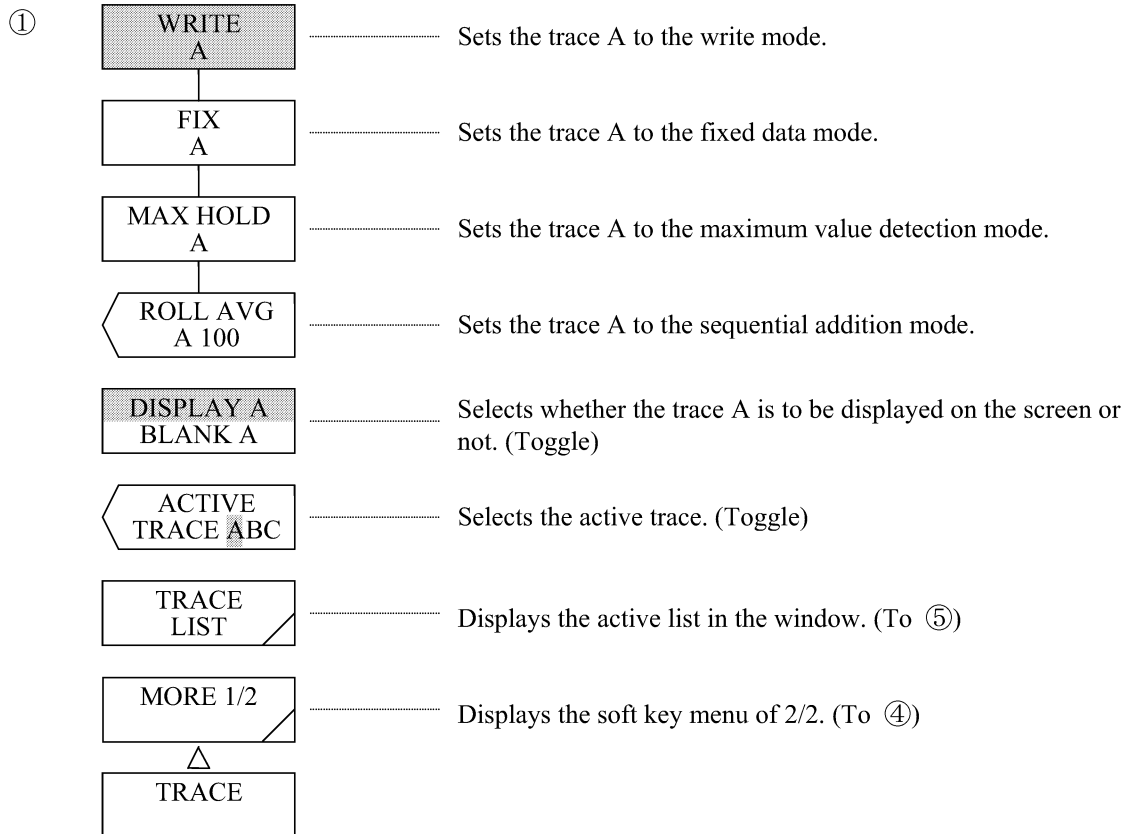 ①
WRITE
A
Sets the trace A to the write mode.
FIX
A
Sets the trace A to the fixed data mode.
MAX HOLD
A
Sets the trace A to the maximum value detection mode.
ROLL AVG
A 100
Sets the trace A to the sequential addition mode.
DISPLAY A
BLANK A
Selects whether the trace A is to be displayed on the screen or
not. (Toggle)
ACTIVE
TRACE ABC
Selects the active trace. (Toggle)
TRACE
LIST
Displays the active list in the window. (To ⑤)
MORE 1/2
Displays the soft key menu of 2/2. (To ④)
TRACE